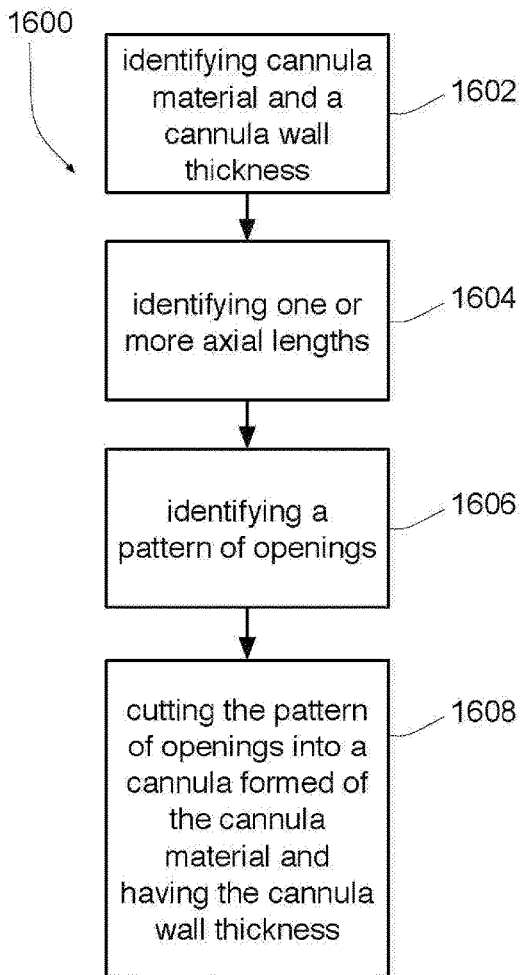 1600
identifying cannula
material and a
cannula wall
thickness
1602
identifying one or
more axial lengths
1604
identifying a
pattern of openings
1606
cutting the pattern
of openings into a
cannula formed of
the cannula
material and
having the cannula
wall thickness
1608